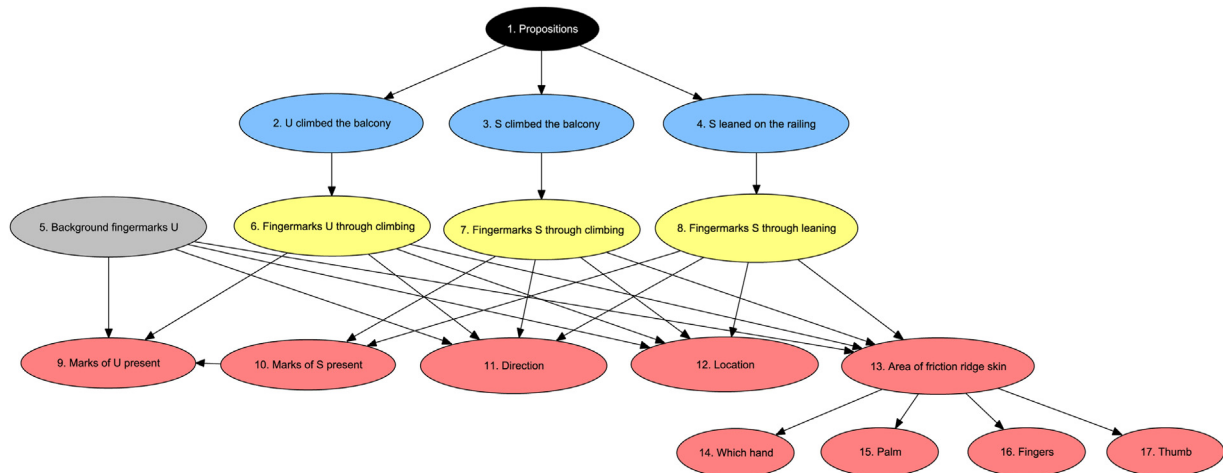 1. Propositions
2. U climbed the balcony
3. S climbed the balcony
4. S leaned on the railing
5. Background fingermarks U
6. Fingermarks U through climbing
7. Fingermarks S through climbing
8. Fingermarks S through leaning
9. Marks of U present
10. Marks of S present
11. Direction
12. Location
13. Area of friction ridge skin
14. Which hand
15. Palm
16. Fingers
17. Thumb